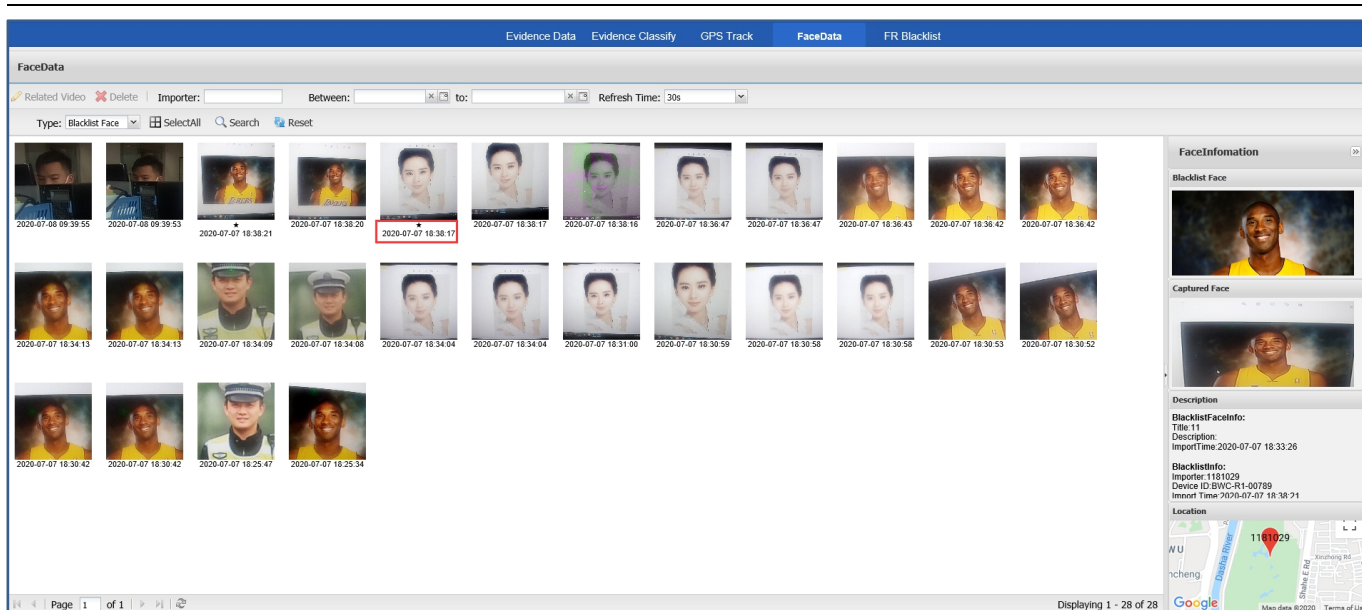 Evidence Data Evidence Classify GPS Track FaceData FR Blacklist
FaceData
Related Video Delete Importer: Between: to: Refresh Time: 30s
Type: Blacklist Face SelectAll Search Reset
2020-07-08 09:39:55 2020-07-08 09:39:53 ★ 2020-07-07 18:38:21 2020-07-07 18:38:20 ★ 2020-07-07 18:38:17 2020-07-07 18:38:17 2020-07-07 18:38:16 2020-07-07 18:36:47 2020-07-07 18:36:47 2020-07-07 18:36:43 2020-07-07 18:36:42 2020-07-07 18:36:42
2020-07-07 18:34:13 2020-07-07 18:34:13 2020-07-07 18:34:09 2020-07-07 18:34:08 2020-07-07 18:34:04 2020-07-07 18:34:04 2020-07-07 18:31:00 2020-07-07 18:30:59 2020-07-07 18:30:58 2020-07-07 18:30:58 2020-07-07 18:30:53 2020-07-07 18:30:52
2020-07-07 18:30:42 2020-07-07 18:30:42 2020-07-07 18:25:47 2020-07-07 18:25:34
Page 1 of 1
Displaying 1 - 28 of 28
FaceInfomation
Blacklist Face
Captured Face
Description
BlacklistFaceInfo:
Title:11
Description:
ImportTime:2020-07-07 18:33:26
BlacklistInfo:
Importer:1181029
Device ID:BWC-R1-00789
Import Time:2020-07-07 18:38:21
Location
1181029
Dasha River
Xinzhong Rd
Shahe E Rd
Google
Map data ©2020 Terms of